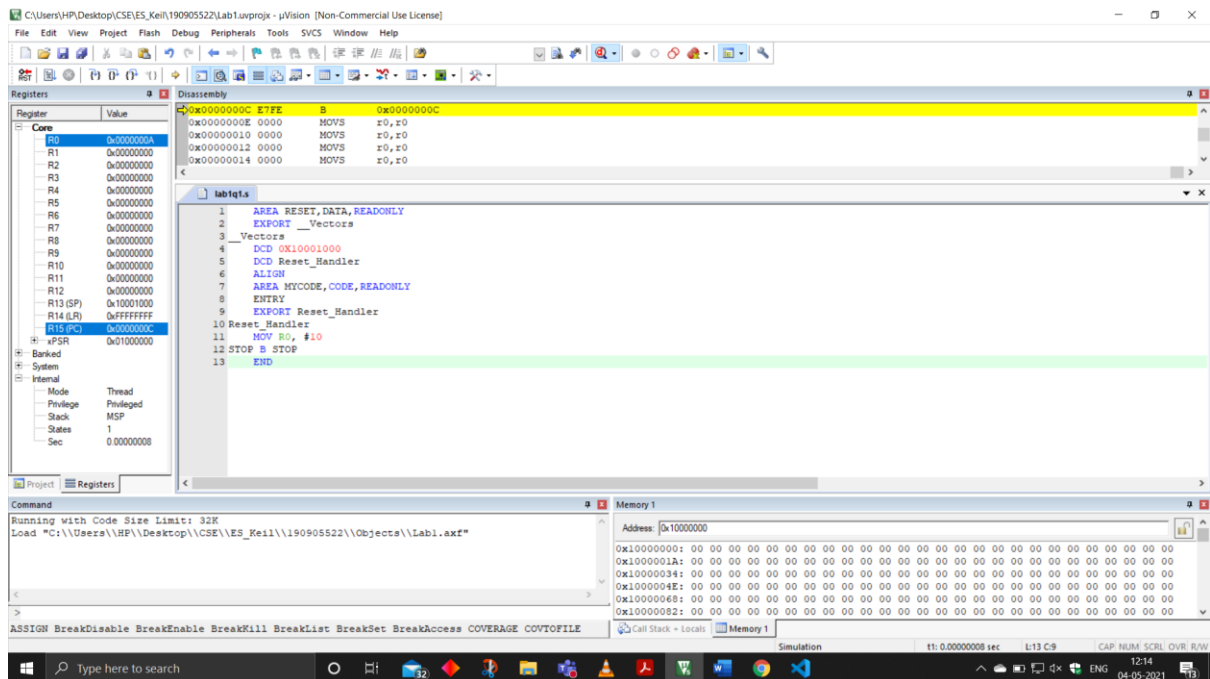 C:\Users\HP\Desktop\CSE\ES_Keil\190905522\Lab1.uvprojx - µVision [Non-Commercial Use License]
File Edit View Project Flash Debug Peripherals Tools SVCS Window Help
Registers
Register Value
Core
R0 0x0000000A
R1 0x00000000
R2 0x00000000
R3 0x00000000
R4 0x00000000
R5 0x00000000
R6 0x00000000
R7 0x00000000
R8 0x00000000
R9 0x00000000
R10 0x00000000
R11 0x00000000
R12 0x00000000
R13 (SP) 0x10001000
R14 (LR) 0xFFFFFFFF
R15 (PC) 0x0000000C
xPSR 0x01000000
Banked
System
Internal
Mode Thread
Privilege Privileged
Stack MSP
States 1
Sec 0.00000008
Project Registers
Disassembly
0x0000000C E7FE B 0x0000000C
0x0000000E 0000 MOVS r0,r0
0x00000010 0000 MOVS r0,r0
0x00000012 0000 MOVS r0,r0
0x00000014 0000 MOVS r0,r0
lab1q1.s
1 AREA RESET,DATA,READONLY
2 EXPORT __Vectors
3 __Vectors
4 DCD 0X10001000
5 DCD Reset_Handler
6 ALIGN
7 AREA MYCODE,CODE,READONLY
8 ENTRY
9 EXPORT Reset_Handler
10 Reset_Handler
11 MOV R0, #10
12 STOP B STOP
13 END
Command
Running with Code Size Limit: 32K
Load "C:\\Users\\HP\\Desktop\\CSE\\ES_Keil\\190905522\\Objects\\Lab1.axf"
>
ASSIGN BreakDisable BreakEnable BreakKill BreakList BreakSet BreakAccess COVERAGE COVTOFILE
Memory 1
Address: 0x10000000
0x10000000: 00 00 00 00 00 00 00 00 00 00 00 00 00 00 00 00 00 00 00 00 00 00 00 00 00 00
0x1000001A: 00 00 00 00 00 00 00 00 00 00 00 00 00 00 00 00 00 00 00 00 00 00 00 00 00 00
0x10000034: 00 00 00 00 00 00 00 00 00 00 00 00 00 00 00 00 00 00 00 00 00 00 00 00 00 00
0x1000004E: 00 00 00 00 00 00 00 00 00 00 00 00 00 00 00 00 00 00 00 00 00 00 00 00 00 00
0x10000068: 00 00 00 00 00 00 00 00 00 00 00 00 00 00 00 00 00 00 00 00 00 00 00 00 00 00
0x10000082: 00 00 00 00 00 00 00 00 00 00 00 00 00 00 00 00 00 00 00 00 00 00 00 00 00 00
Call Stack + Locals Memory 1
Simulation t1: 0.00000008 sec L:13 C:9 CAP NUM SCRL OVR R/W
Type here to search
32
ENG
12:14
04-05-2021
13